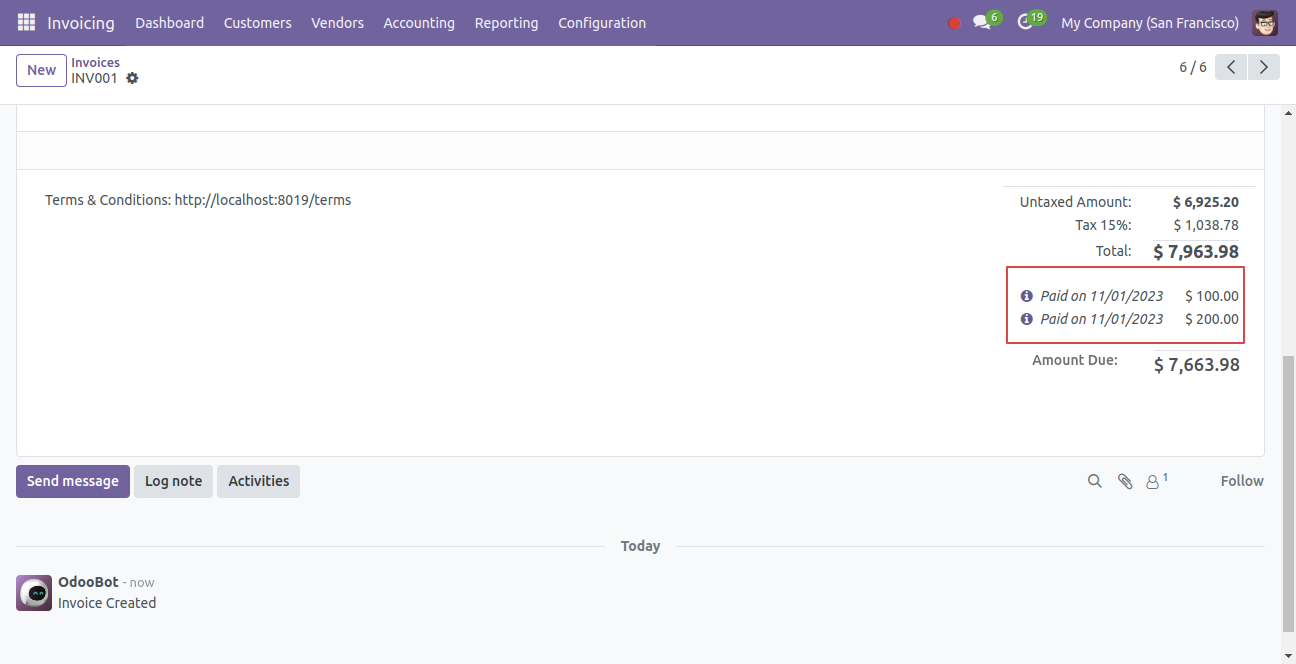 Invoicing Dashboard Customers Vendors Accounting Reporting Configuration 6 19 My Company (San Francisco)
New Invoices 6 / 6
INV001
Terms & Conditions: http://localhost:8019/terms
Untaxed Amount: $ 6,925.20
Tax 15%: $ 1,038.78
Total: $ 7,963.98
Paid on 11/01/2023 $ 100.00
Paid on 11/01/2023 $ 200.00
Amount Due: $ 7,663.98
Send message Log note Activities 1 Follow
Today
OdooBot - now
Invoice Created